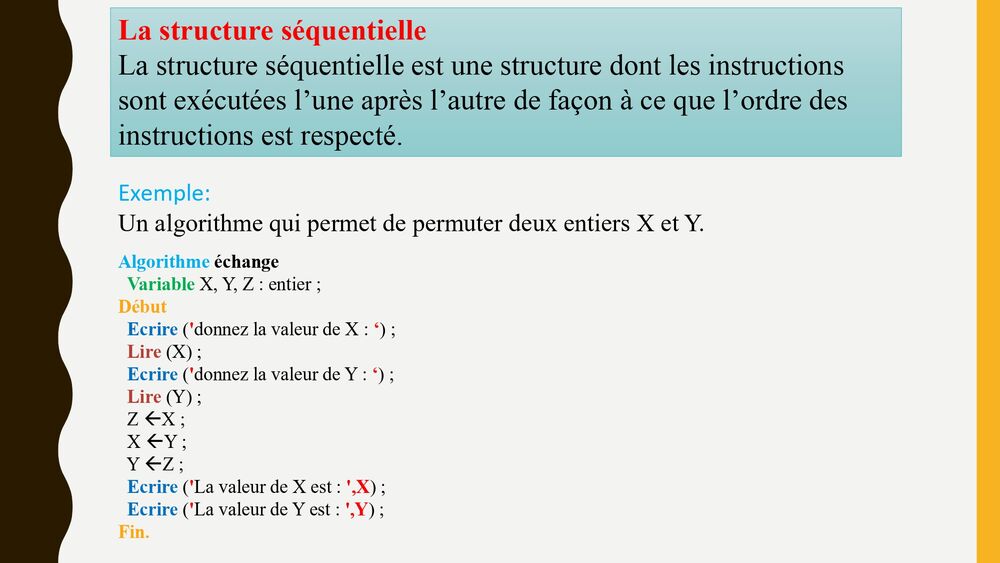 La structure séquentielle
La structure séquentielle est une structure dont les instructions
sont exécutées l’une après l’autre de façon à ce que l’ordre des
instructions est respecté.
Exemple:
Un algorithme qui permet de permuter deux entiers X et Y.
Algorithme échange
Variable X, Y, Z : entier ;
Début
Ecrire ('donnez la valeur de X : ‘) ;
Lire (X) ;
Ecrire ('donnez la valeur de Y : ‘) ;
Lire (Y) ;
Z ←X ;
X ←Y ;
Y ←Z ;
Ecrire ('La valeur de X est : ',X) ;
Ecrire ('La valeur de Y est : ',Y) ;
Fin.